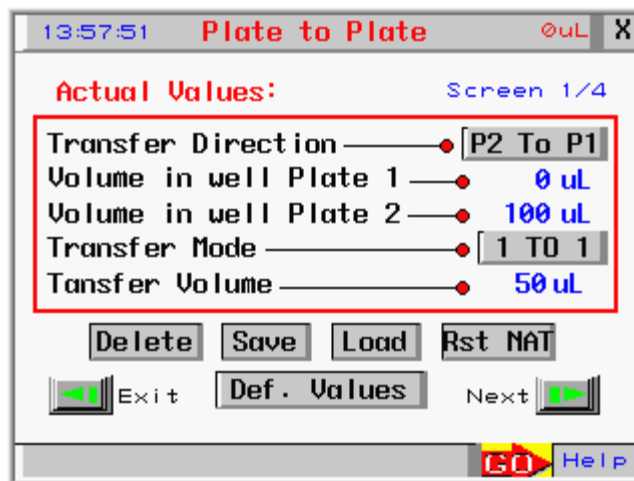 13:57:51 Plate to Plate 0uL X
Actual Values: Screen 1/4
Transfer Direction P2 To P1
Volume in well Plate 1 0 uL
Volume in well Plate 2 100 uL
Transfer Mode 1 TO 1
Tansfer Volume 50 uL
Delete Save Load Rst NAT
Exit Def. Values Next
GO Help